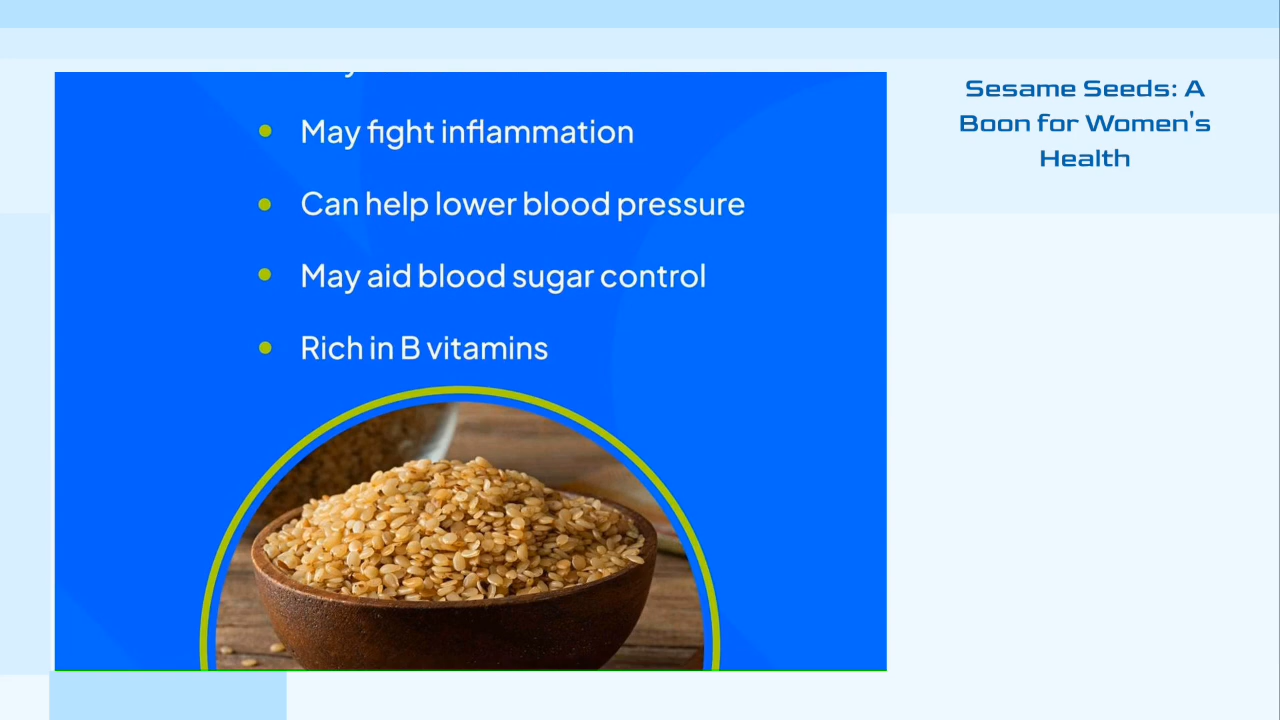 May fight inflammation
Can help lower blood pressure
May aid blood sugar control
Rich in B vitamins
Sesame Seeds: A
Boon for Women's
Health